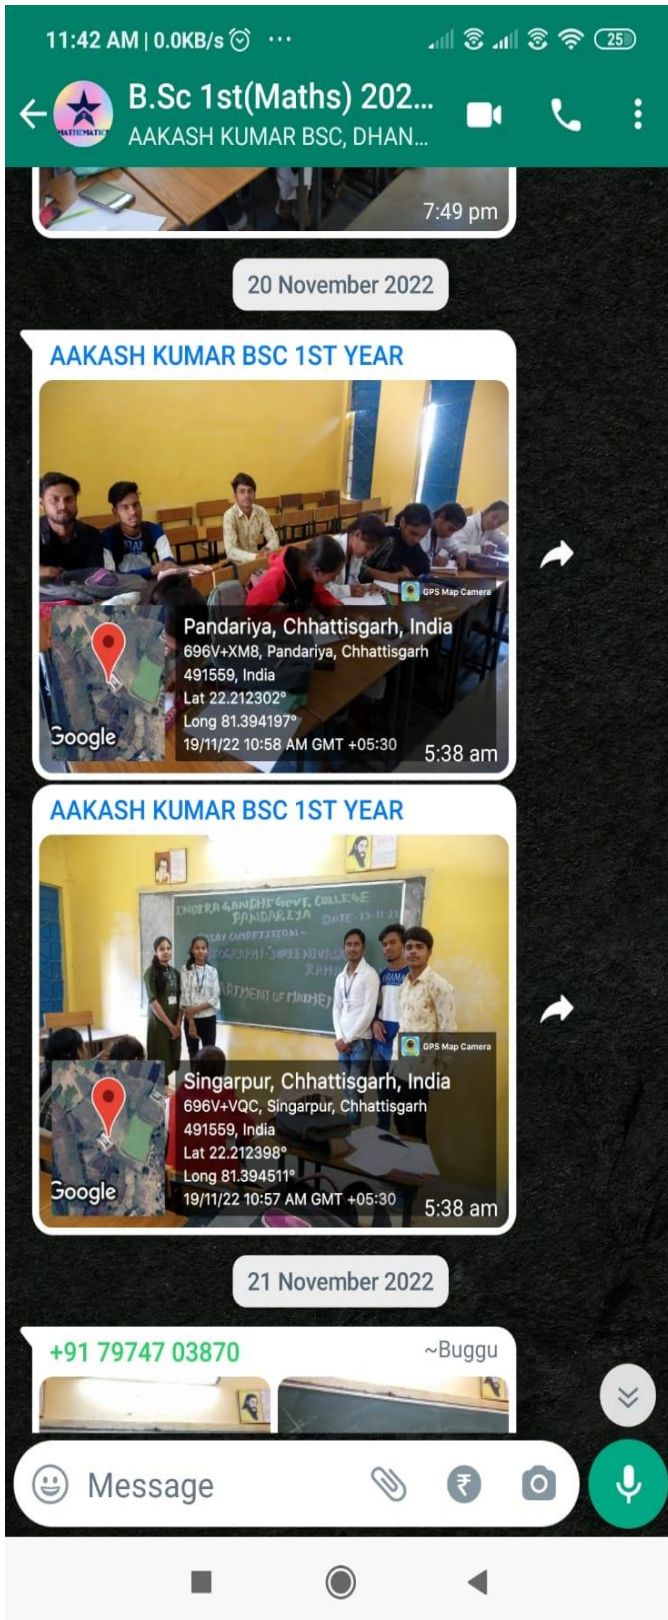 11:42 AM | 0.0KB/s ...
25
B.Sc 1st(Maths) 202...
MATHEMATICS
AAKASH KUMAR BSC, DHAN...
7:49 pm
20 November 2022
AAKASH KUMAR BSC 1ST YEAR
GPS Map Camera
Pandariya, Chhattisgarh, India
696V+XM8, Pandariya, Chhattisgarh
491559, India
Lat 22.212302°
Long 81.394197°
Google
19/11/22 10:58 AM GMT +05:30
5:38 am
AAKASH KUMAR BSC 1ST YEAR
INDIRA GANDHI GOVT. COLLEGE
PANDARIYA
COMPETITION-
GPS Map Camera
Singarpur, Chhattisgarh, India
696V+VQC, Singarpur, Chhattisgarh
491559, India
Lat 22.212398°
Long 81.394511°
Google
19/11/22 10:57 AM GMT +05:30
5:38 am
21 November 2022
+91 79747 03870
~Buggu
Message